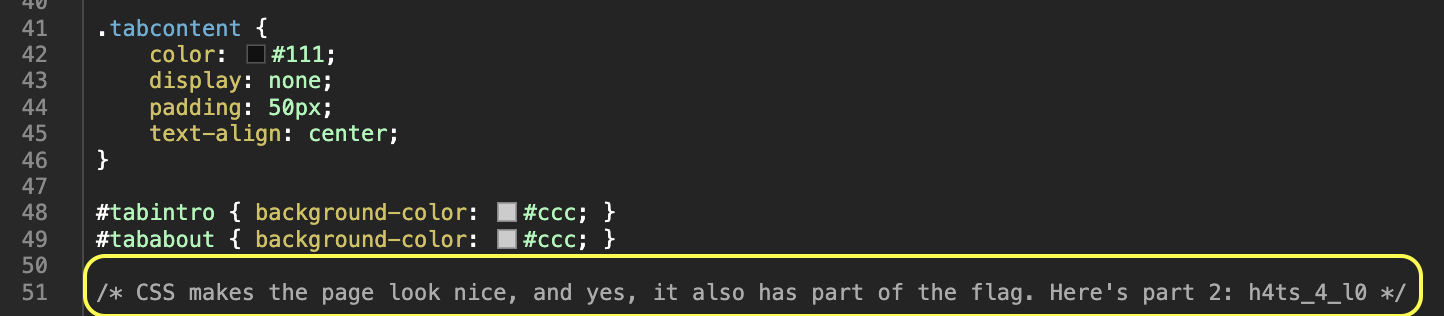 40
41 .tabcontent {
42 color: #111;
43 display: none;
44 padding: 50px;
45 text-align: center;
46 }
47
48 #tabintro { background-color: #ccc; }
49 #tababout { background-color: #ccc; }
50
51 /* CSS makes the page look nice, and yes, it also has part of the flag. Here's part 2: h4ts_4_l0 */